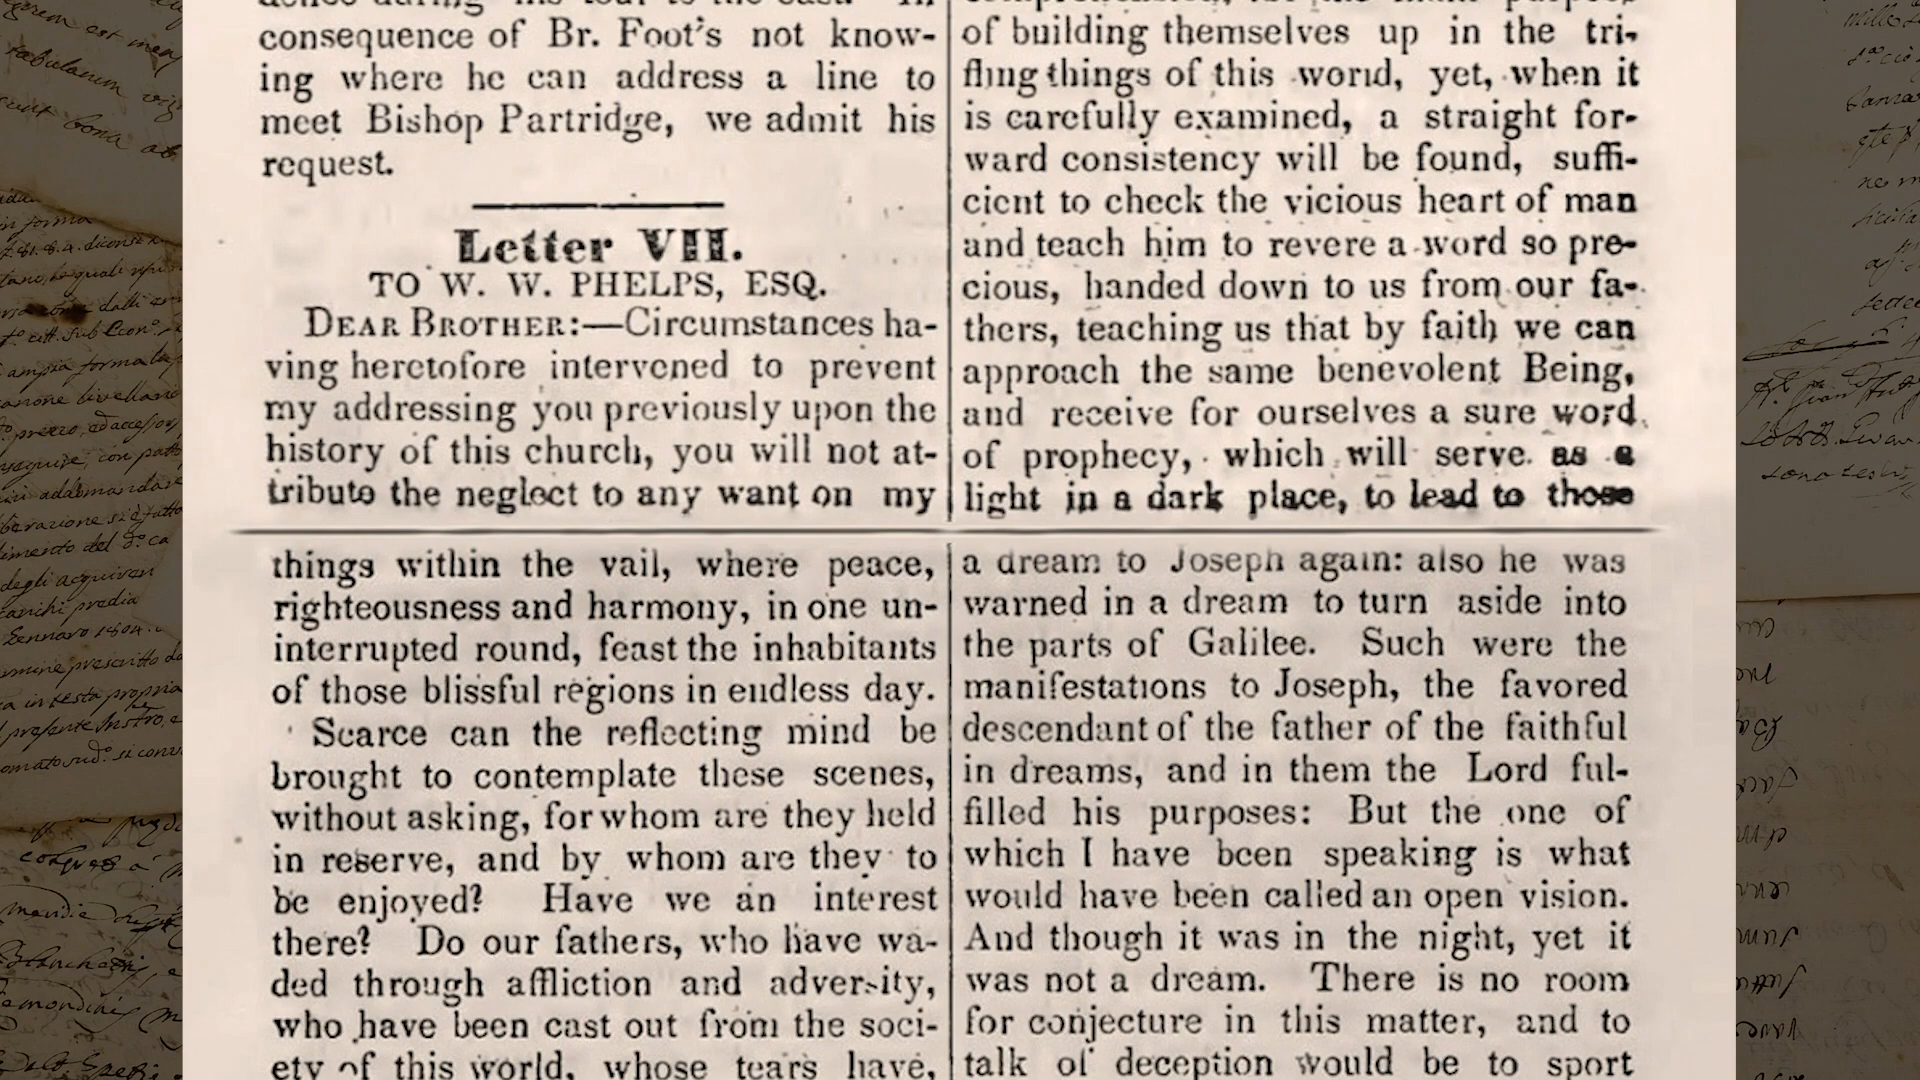 during his tour to the east. In
consequence of Br. Foot's not know-
ing where he can address a line to
meet Bishop Partridge, we admit his
request.
Letter VII.
TO W. W. PHELPS, ESQ.
DEAR BROTHER:—Circumstances ha-
ving heretofore intervened to prevent
my addressing you previously upon the
history of this church, you will not at-
tribute the neglect to any want on my
of building themselves up in the tri-
fling things of this world, yet, when it
is carefully examined, a straight for-
ward consistency will be found, suffi-
cient to check the vicious heart of man
and teach him to revere a word so pre-
cious, handed down to us from our fa-
thers, teaching us that by faith we can
approach the same benevolent Being,
and receive for ourselves a sure word
of prophecy, which will serve as a
light in a dark place, to lead to those
things within the vail, where peace,
righteousness and harmony, in one un-
interrupted round, feast the inhabitants
of those blissful regions in endless day.
Scarce can the reflecting mind be
brought to contemplate these scenes,
without asking, for whom are they held
in reserve, and by whom are they to
be enjoyed? Have we an interest
there? Do our fathers, who have wa-
ded through affliction and adversity,
who have been cast out from the soci-
ety of this world, whose tears have,
a dream to Joseph again: also he was
warned in a dream to turn aside into
the parts of Galilee. Such were the
manifestations to Joseph, the favored
descendant of the father of the faithful
in dreams, and in them the Lord ful-
filled his purposes: But the one of
which I have been speaking is what
would have been called an open vision.
And though it was in the night, yet it
was not a dream. There is no room
for conjecture in this matter, and to
talk of deception would be to sport